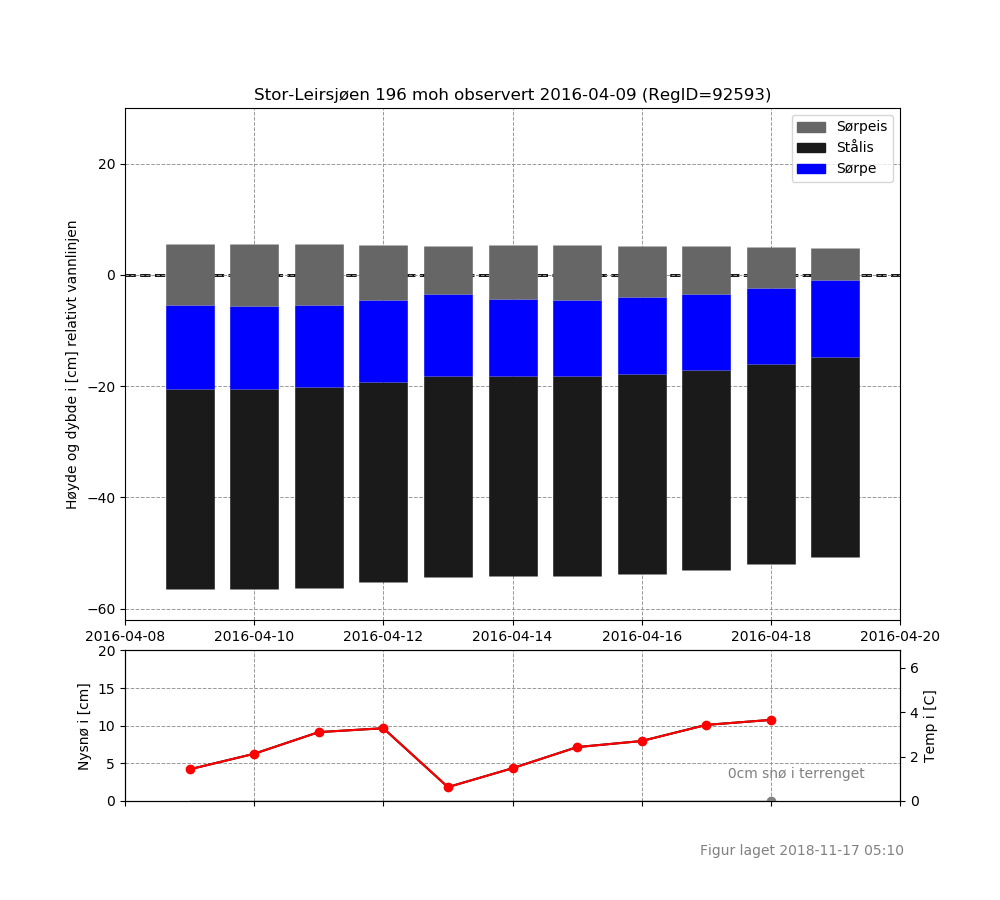 Stor-Leirsjøen 196 moh observert 2016-04-09 (RegID=92593)
Sørpeis
Stålis
Sørpe
Høyde og dybde i [cm] relativt vannlinjen
20
0
−20
−40
−60
2016-04-08 2016-04-10 2016-04-12 2016-04-14 2016-04-16 2016-04-18 2016-04-20
Nysnø i [cm]
20
15
10
5
0
6
4
2
0
Temp i [C]
0cm snø i terrenget
Figur laget 2018-11-17 05:10